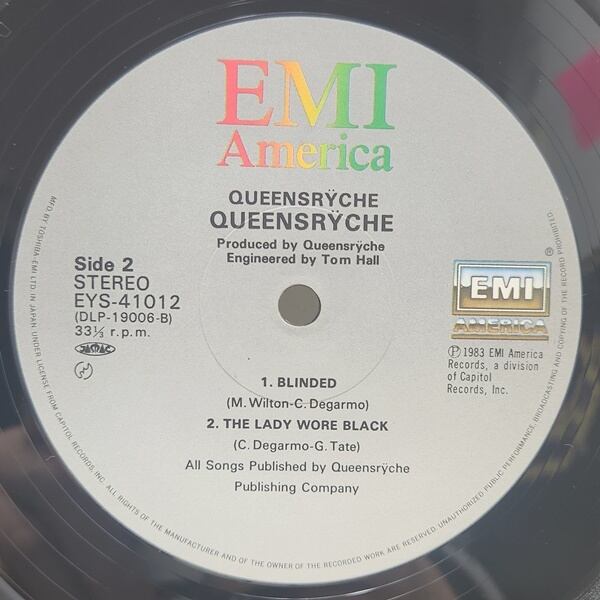 EMI
America
QUEENSRŸCHE
QUEENSRŸCHE
Produced by Queensrÿche
Engineered by Tom Hall
Side 2
STEREO
EYS-41012
(DLP-19006-B)
33⅓ r.p.m.
JASRAC
EMI
AMERICA
®
Ⓟ 1983 EMI America
Records, a division
of Capitol
Records, Inc.
1. BLINDED
(M. Wilton-C. Degarmo)
2. THE LADY WORE BLACK
(C. Degarmo-G. Tate)
All Songs Published by Queensrÿche
Publishing Company
MFD. BY TOSHIBA-EMI LTD. IN JAPAN UNDER LICENSE FROM CAPITOL RECORDS, INC. ALL RIGHTS OF THE MANUFACTURER AND OF THE OWNER OF THE RECORDED WORK ARE RESERVED. UNAUTHORIZED PUBLIC PERFORMANCE, BROADCASTING AND COPYING OF THE RECORD PROHIBITED.